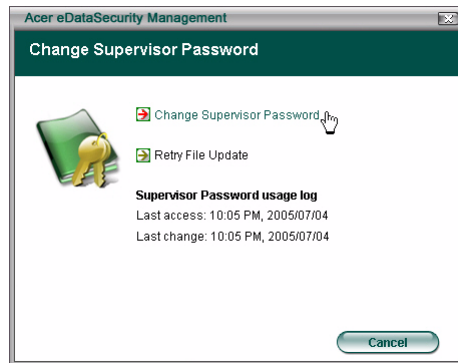 Acer eDataSecurity Management
Change Supervisor Password
Change Supervisor Password
Retry File Update
Supervisor Password usage log
Last access: 10:05 PM, 2005/07/04
Last change: 10:05 PM, 2005/07/04
Cancel